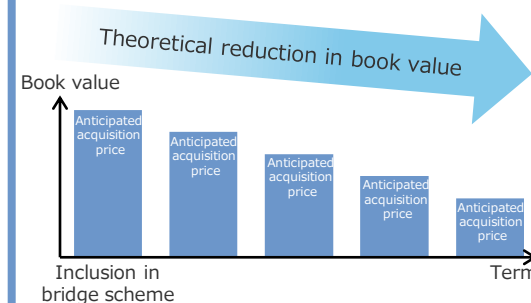 Theoretical reduction in book value
Book value
Anticipated
acquisition
price
Anticipated
acquisition
price
Anticipated
acquisition
price
Anticipated
acquisition
price
Anticipated
acquisition
price
Inclusion in
bridge scheme
Term